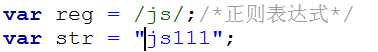 var reg = /js/;/*正则表达式*/
var str = "js111";